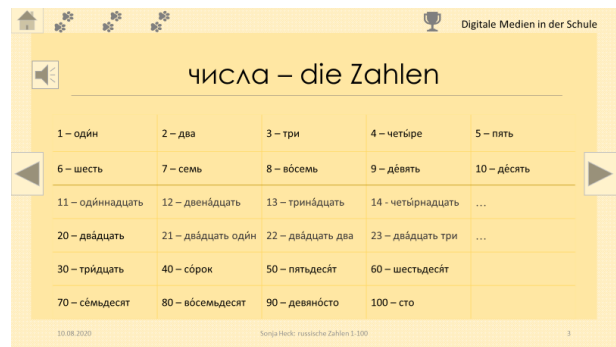 Digitale Medien in der Schule
числа – die Zahlen
1 – оди́н 2 – два 3 – три 4 – четы́ре 5 – пять
6 – шесть 7 – семь 8 – во́семь 9 – де́вять 10 – де́сять
11 – оди́ннадцать 12 – двена́дцать 13 – трина́дцать 14 - четы́рнадцать …
20 – два́дцать 21 – два́дцать оди́н 22 – два́дцать два 23 – два́дцать три …
30 – три́дцать 40 – со́рок 50 – пятьдеся́т 60 – шестьдеся́т
70 – се́мьдесят 80 – во́семьдесят 90 – девяно́сто 100 – сто
10.08.2020 Sonja Heck: russische Zahlen 1-100 3